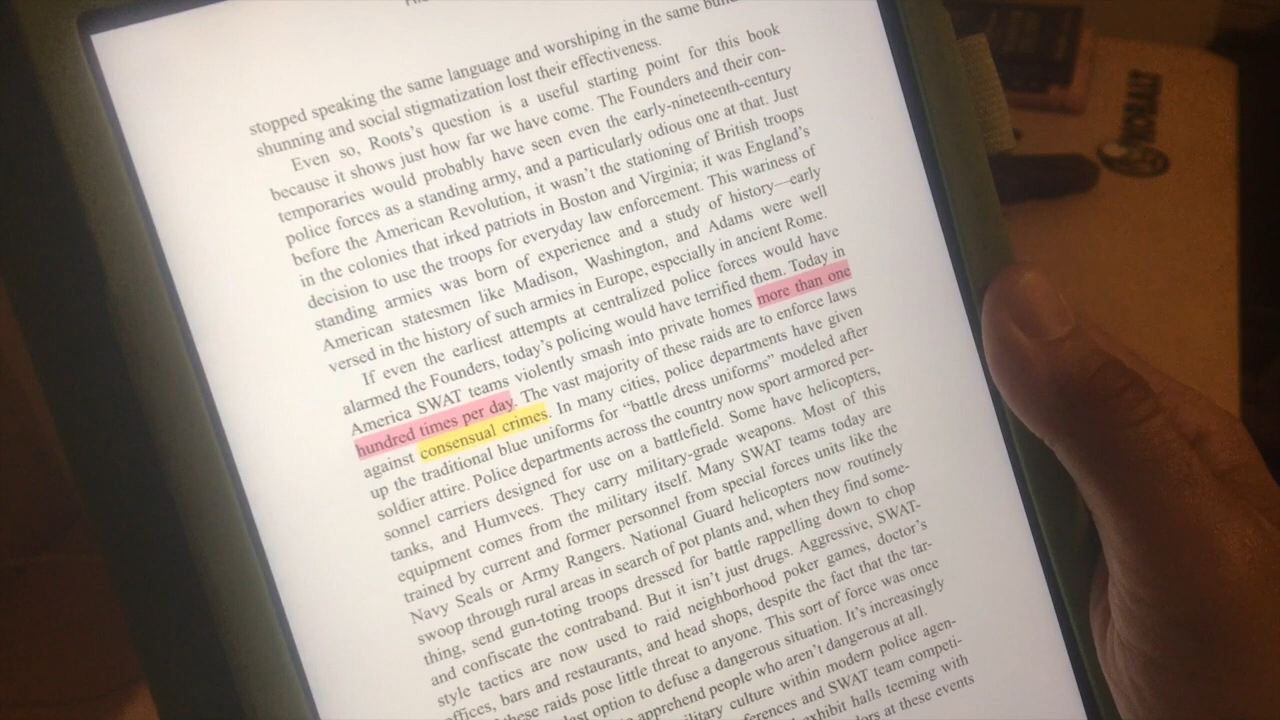 stopped speaking the same language and worshiping in the same
shunning and social stigmatization lost their effectiveness.
Even so, Roots's question is a useful starting point for this book
because it shows just how far we have come. The Founders and their con-
temporaries would probably have seen even the early-nineteenth-century
police forces as a standing army, and a particularly odious one at that. Just
before the American Revolution, it wasn't the stationing of British troops
in the colonies that irked patriots in Boston and Virginia; it was England's
decision to use the troops for everyday law enforcement. This wariness of
standing armies was born of experience and a study of history—early
American statesmen like Madison, Washington, and Adams were well
versed in the history of such armies in Europe, especially in ancient Rome.
If even the earliest attempts at centralized police forces would have
alarmed the Founders, today's policing would have terrified them. Today in
America SWAT teams violently smash into private homes more than one
hundred times per day. The vast majority of these raids are to enforce laws
against consensual crimes. In many cities, police departments have given
up the traditional blue uniforms for "battle dress uniforms" modeled after
soldier attire. Police departments across the country now sport armored per-
sonnel carriers designed for use on a battlefield. Some have helicopters,
tanks, and Humvees. They carry military-grade weapons. Most of this
equipment comes from the military itself. Many SWAT teams today are
trained by current and former personnel from special forces units like the
Navy Seals or Army Rangers. National Guard helicopters now routinely
swoop through rural areas in search of pot plants and, when they find some-
thing, send gun-toting troops dressed for battle rappelling down to chop
and confiscate the contraband. But it isn't just drugs. Aggressive, SWAT-
style tactics are now used to raid neighborhood poker games, doctor's
offices, bars and restaurants, and head shops, despite the fact that the tar-
these raids pose little threat to anyone. This sort of force was once
last option to defuse a dangerous situation. It's increasingly
apprehend people who aren't dangerous at all.
military culture within modern police agen-
and SWAT team competi-
exhibit halls teeming with
at these events